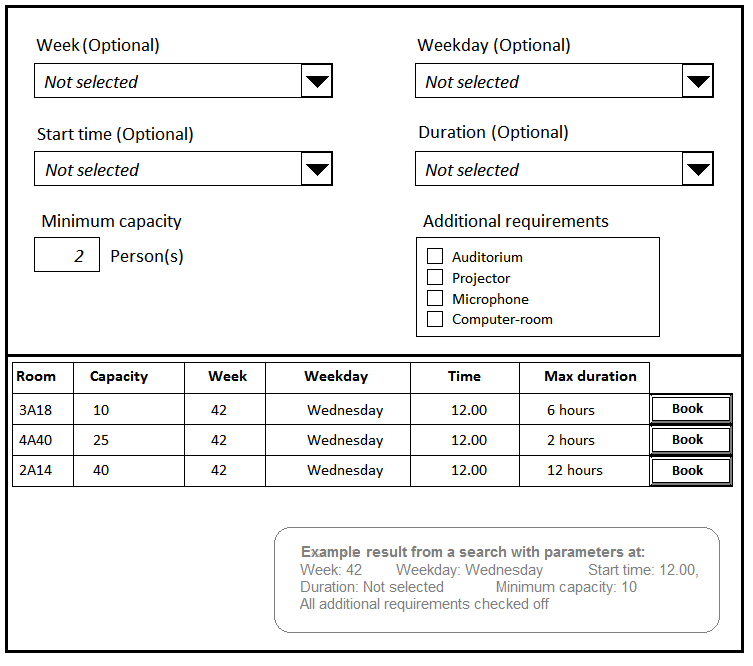 Week (Optional) Weekday (Optional)
Not selected Not selected
Start time (Optional) Duration (Optional)
Not selected Not selected
Minimum capacity Additional requirements
2 Person(s)
Auditorium
Projector
Microphone
Computer-room
Room Capacity Week Weekday Time Max duration
3A18 10 42 Wednesday 12.00 6 hours Book
4A40 25 42 Wednesday 12.00 2 hours Book
2A14 40 42 Wednesday 12.00 12 hours Book
Example result from a search with parameters at:
Week: 42 Weekday: Wednesday Start time: 12.00,
Duration: Not selected Minimum capacity: 10
All additional requirements checked off